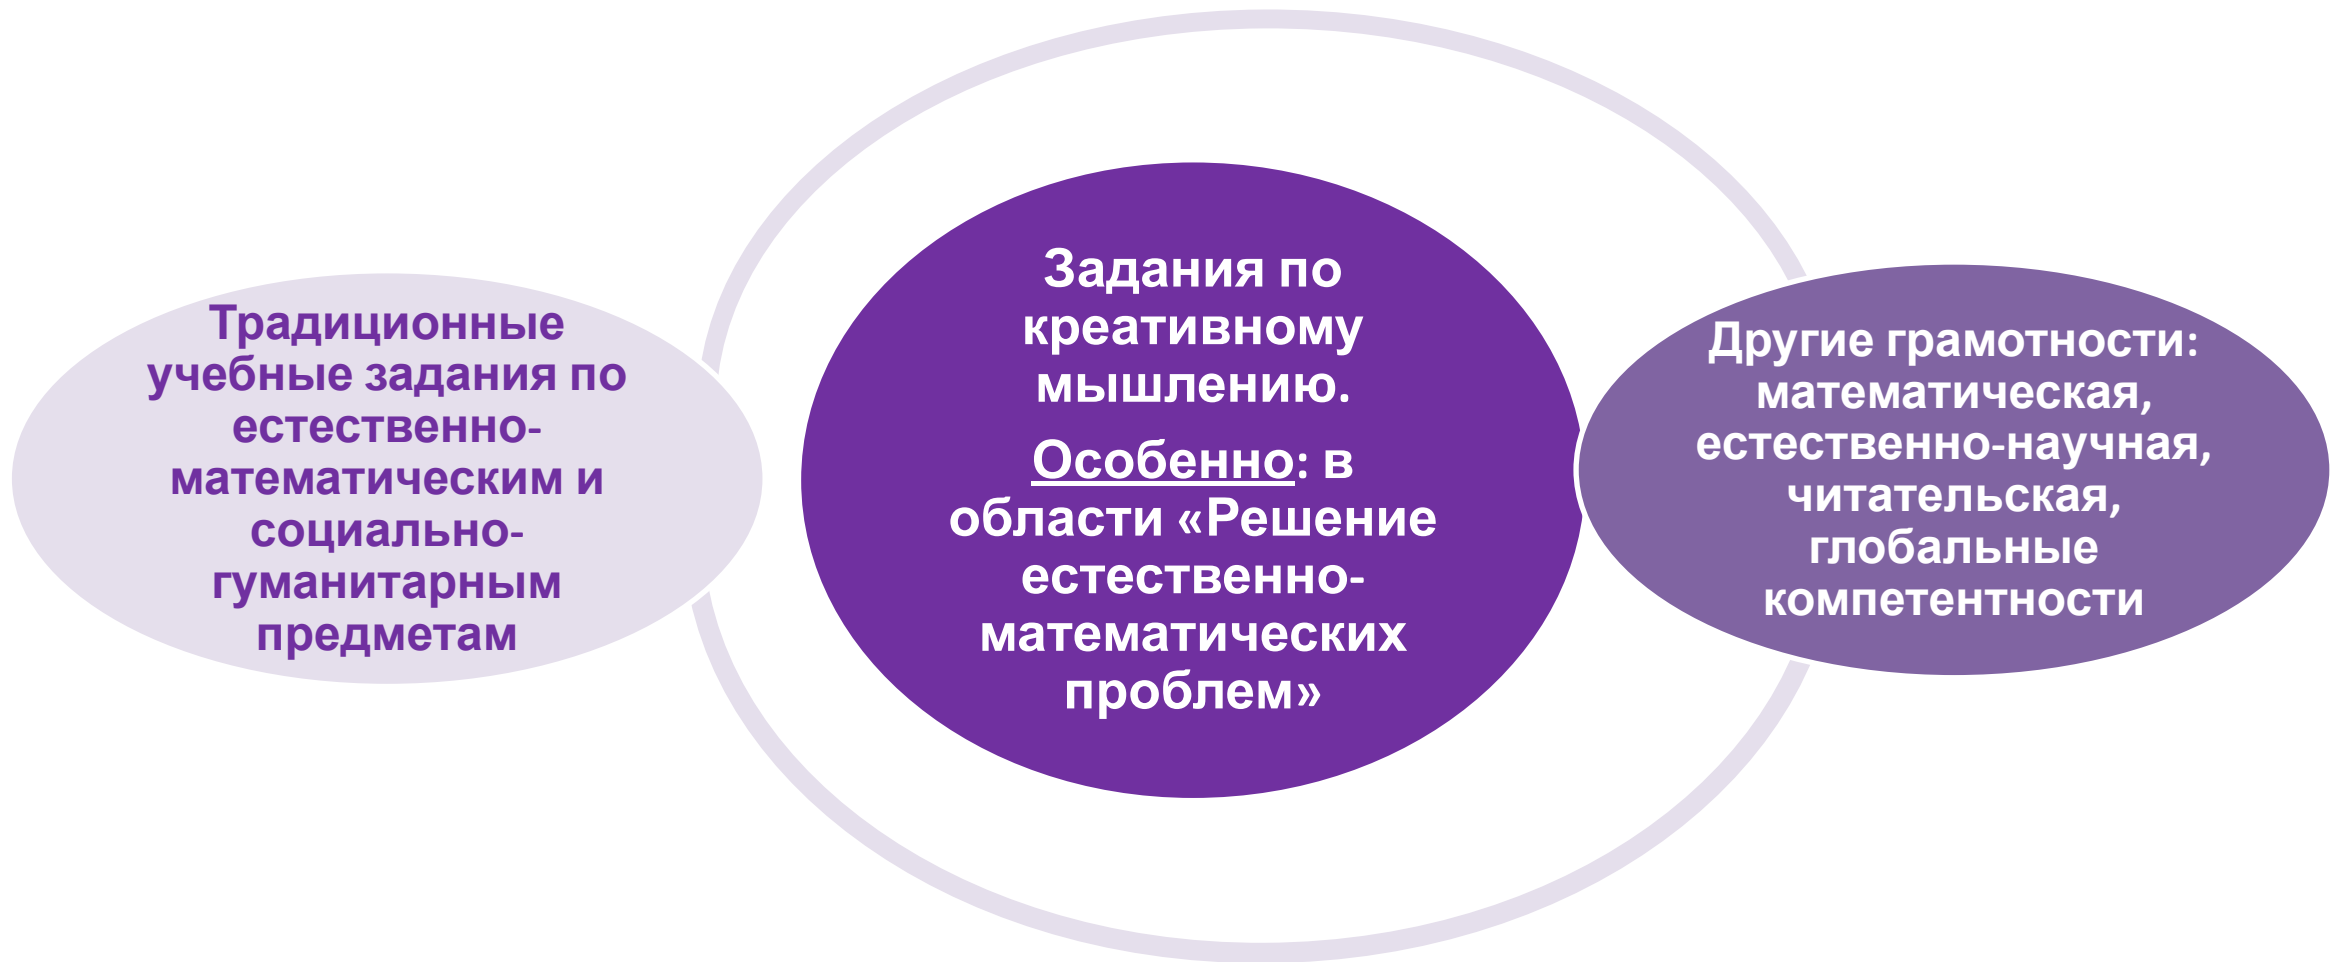 Традиционные
учебные задания по
естественно-
математическим и
социально-
гуманитарным
предметам
Задания по
креативному
мышлению.
Особенно: в
области «Решение
естественно-
математических
проблем»
Другие грамотности:
математическая,
естественно-научная,
читательская,
глобальные
компетентности